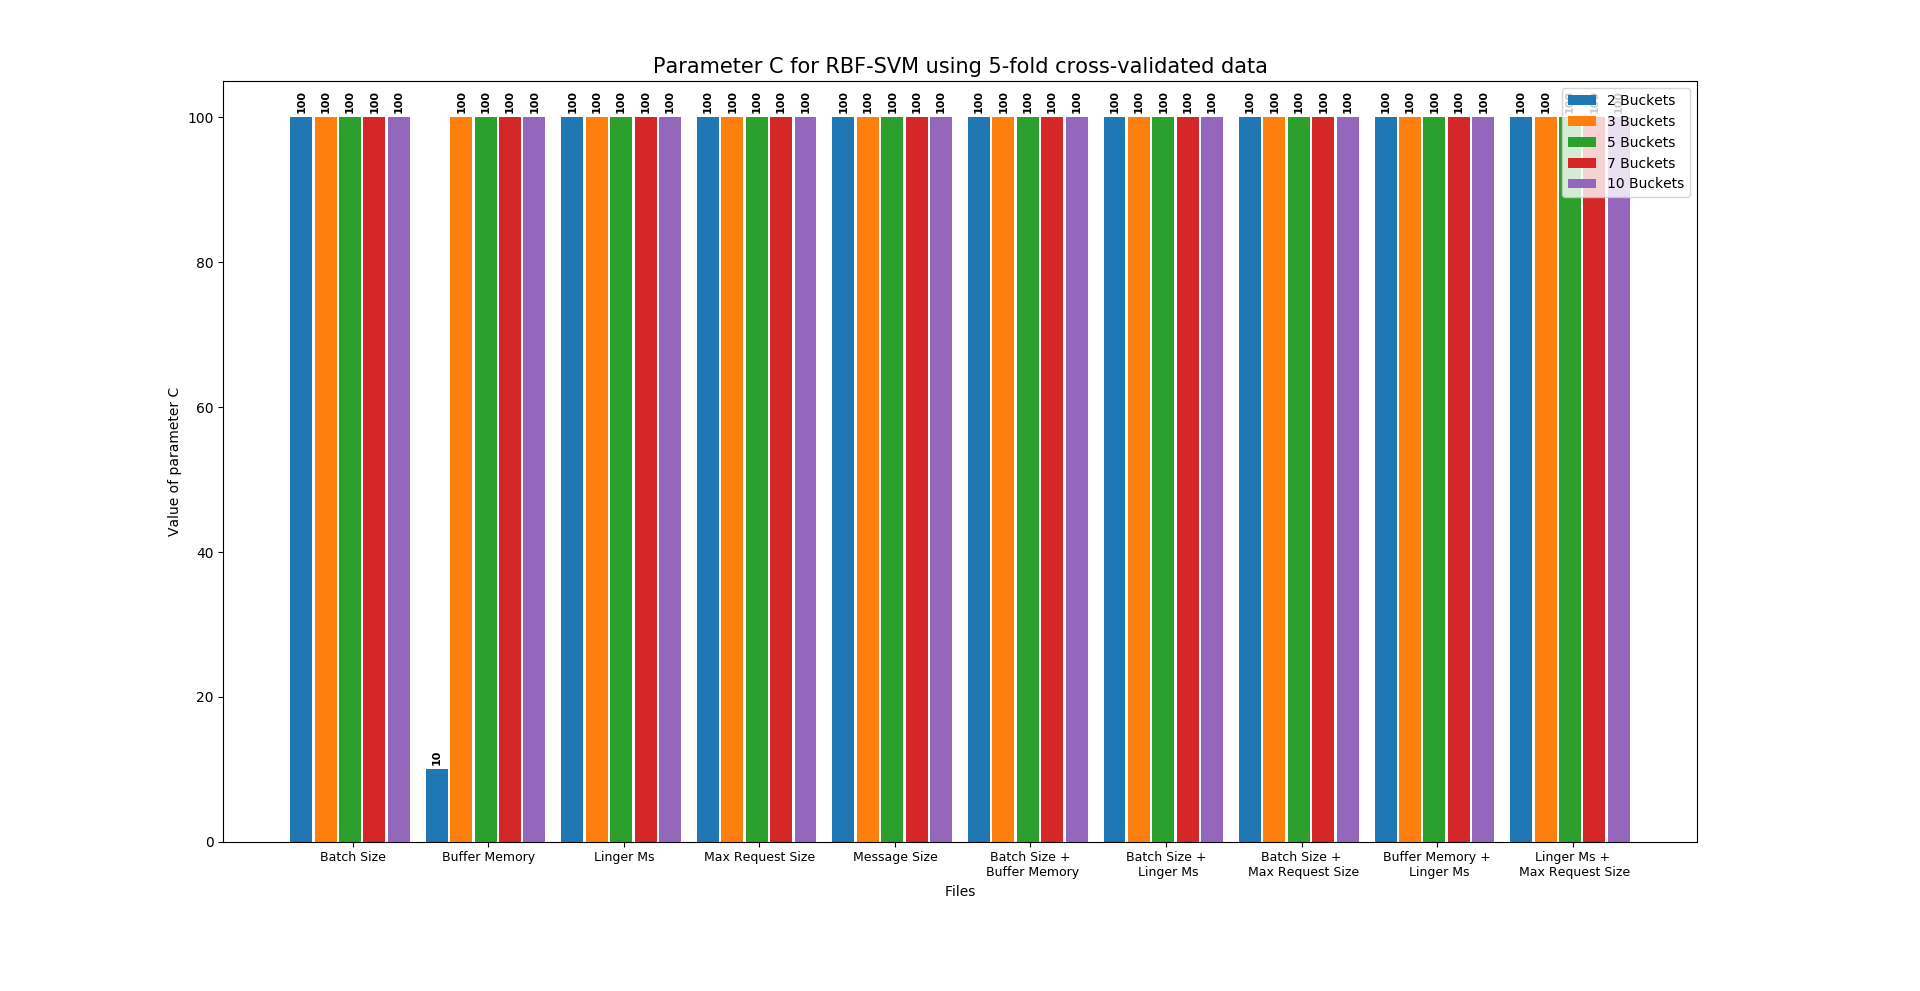 Parameter C for RBF-SVM using 5-fold cross-validated data
100 100 100 100 100 10 100 100 100 100 100 100 100 100 100 100 100 100 100 100 100 100 100 100 100 100 100 100 100 100 100 100 100 100 100 100 100 100 100 100 100 100 100 100 100 100 100 100 100 100
2 Buckets
3 Buckets
5 Buckets
7 Buckets
10 Buckets
100
80
60
40
20
0
Value of parameter C
Batch Size
Buffer Memory
Linger Ms
Max Request Size
Message Size
Batch Size +
Buffer Memory
Batch Size +
Linger Ms
Batch Size +
Max Request Size
Buffer Memory +
Linger Ms
Linger Ms +
Max Request Size
Files